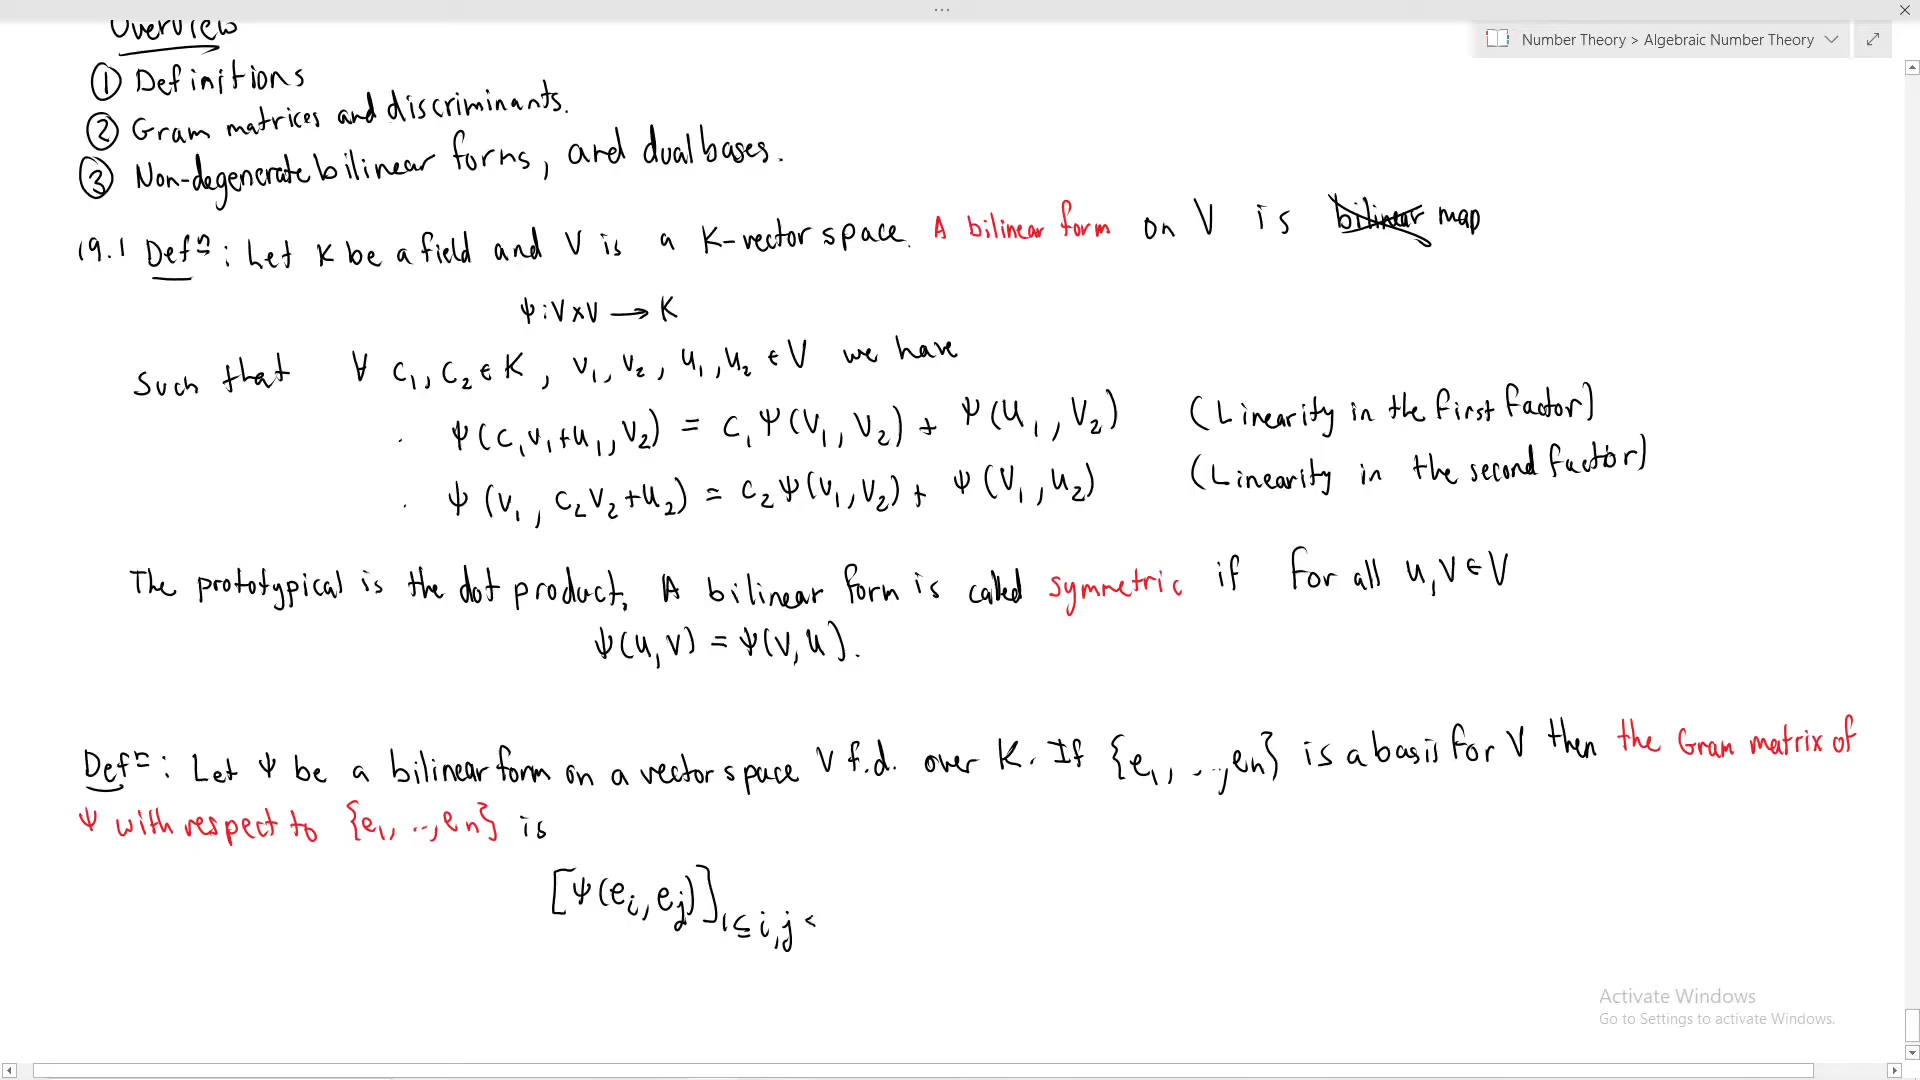 Overview
Number Theory > Algebraic Number Theory
① Definitions
② Gram matrices and discriminants.
③ Non-degenerate bilinear forms, and dual bases.
19.1 Defⁿ: Let K be a field and V is a K-vector space. A bilinear form on V is bilinear map
ψ: V×V → K
Such that ∀ c₁, c₂ ∈ K, v₁, v₂, u₁, u₂ ∈ V we have
· ψ(c₁v₁+u₁, v₂) = c₁ψ(v₁, v₂) + ψ(u₁, v₂) (Linearity in the first factor)
· ψ(v₁, c₂v₂+u₂) = c₂ψ(v₁, v₂) + ψ(v₁, u₂) (Linearity in the second factor)
The prototypical is the dot product. A bilinear form is called symmetric if for all u, v ∈ V
ψ(u, v) = ψ(v, u).
Defⁿ: Let ψ be a bilinear form on a vector space V f.d. over K. If {e₁, ..., eₙ} is a basis for V then the Gram matrix of
ψ with respect to {e₁, .., eₙ} is
[ψ(eᵢ, eⱼ)]₁≤i,j<
Activate Windows
Go to Settings to activate Windows.